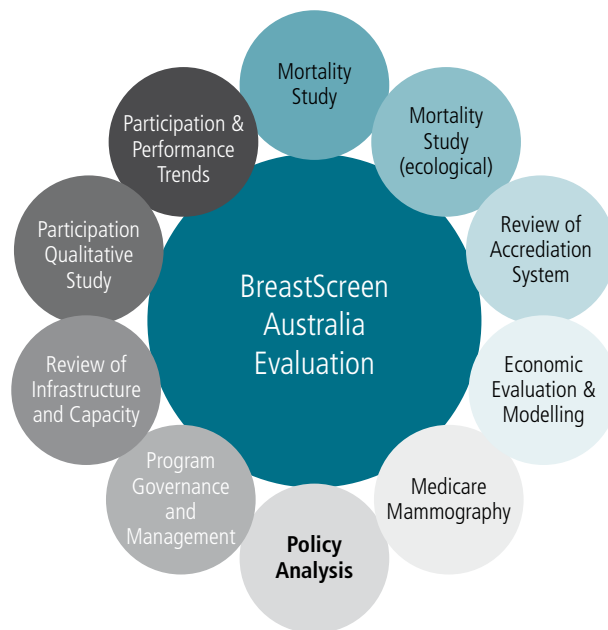 Mortality
Study
Mortality
Study
(ecological)
Review of
Accrediation
System
Economic
Evaluation &
Modelling
Medicare
Mammography
Policy
Analysis
Program
Governance
and
Management
Review of
Infrastructure
and Capacity
Participation
Qualitative
Study
Participation &
Performance
Trends
BreastScreen
Australia
Evaluation